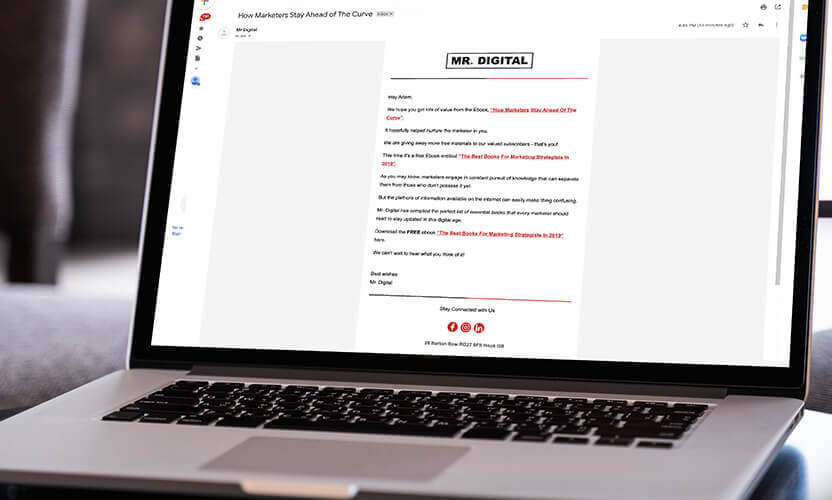 How Marketers Stay Ahead of The Curve Inbox ×
Mr Digital
to me
4:45 PM (10 minutes ago)
MR. DIGITAL
Hey Adam,
We hope you got lots of value from the Ebook, "How Marketers Stay Ahead Of The
Curve".
It hopefully helped nurture the marketer in you.
We are giving away more free materials to our valued subscribers - that's you!!
This time it's a free Ebook entitled "The Best Books For Marketing Strategists In
2019".
As you may know, marketers engage in constant pursuit of knowledge that can separate
them from those who don't possess it yet.
But the plethora of information available on the internet can easily make thing confusing.
Mr. Digital has compiled the perfect list of essential books that every marketer should
read to stay updated in this digital age.
Download the FREE ebook "The Best Books For Marketing Strategists In 2019"
here.
We can't wait to hear what you think of it!
Best wishes
Mr. Digital
Stay Connected with Us
f in